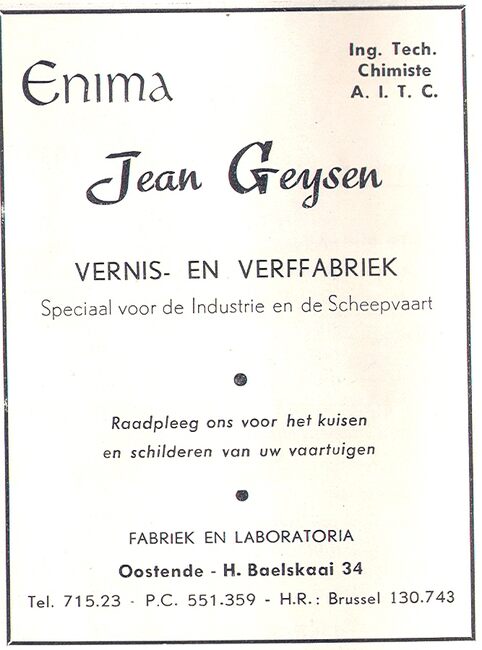 Enima
Ing. Tech.
Chimiste
A. I. T. C.
Jean Geysen
VERNIS- EN VERFFABRIEK
Speciaal voor de Industrie en de Scheepvaart
Raadpleeg ons voor het kuisen
en schilderen van uw vaartuigen
FABRIEK EN LABORATORIA
Oostende - H. Baelskaai 34
Tel. 715.23 - P.C. 551.359 - H.R.: Brussel 130.743